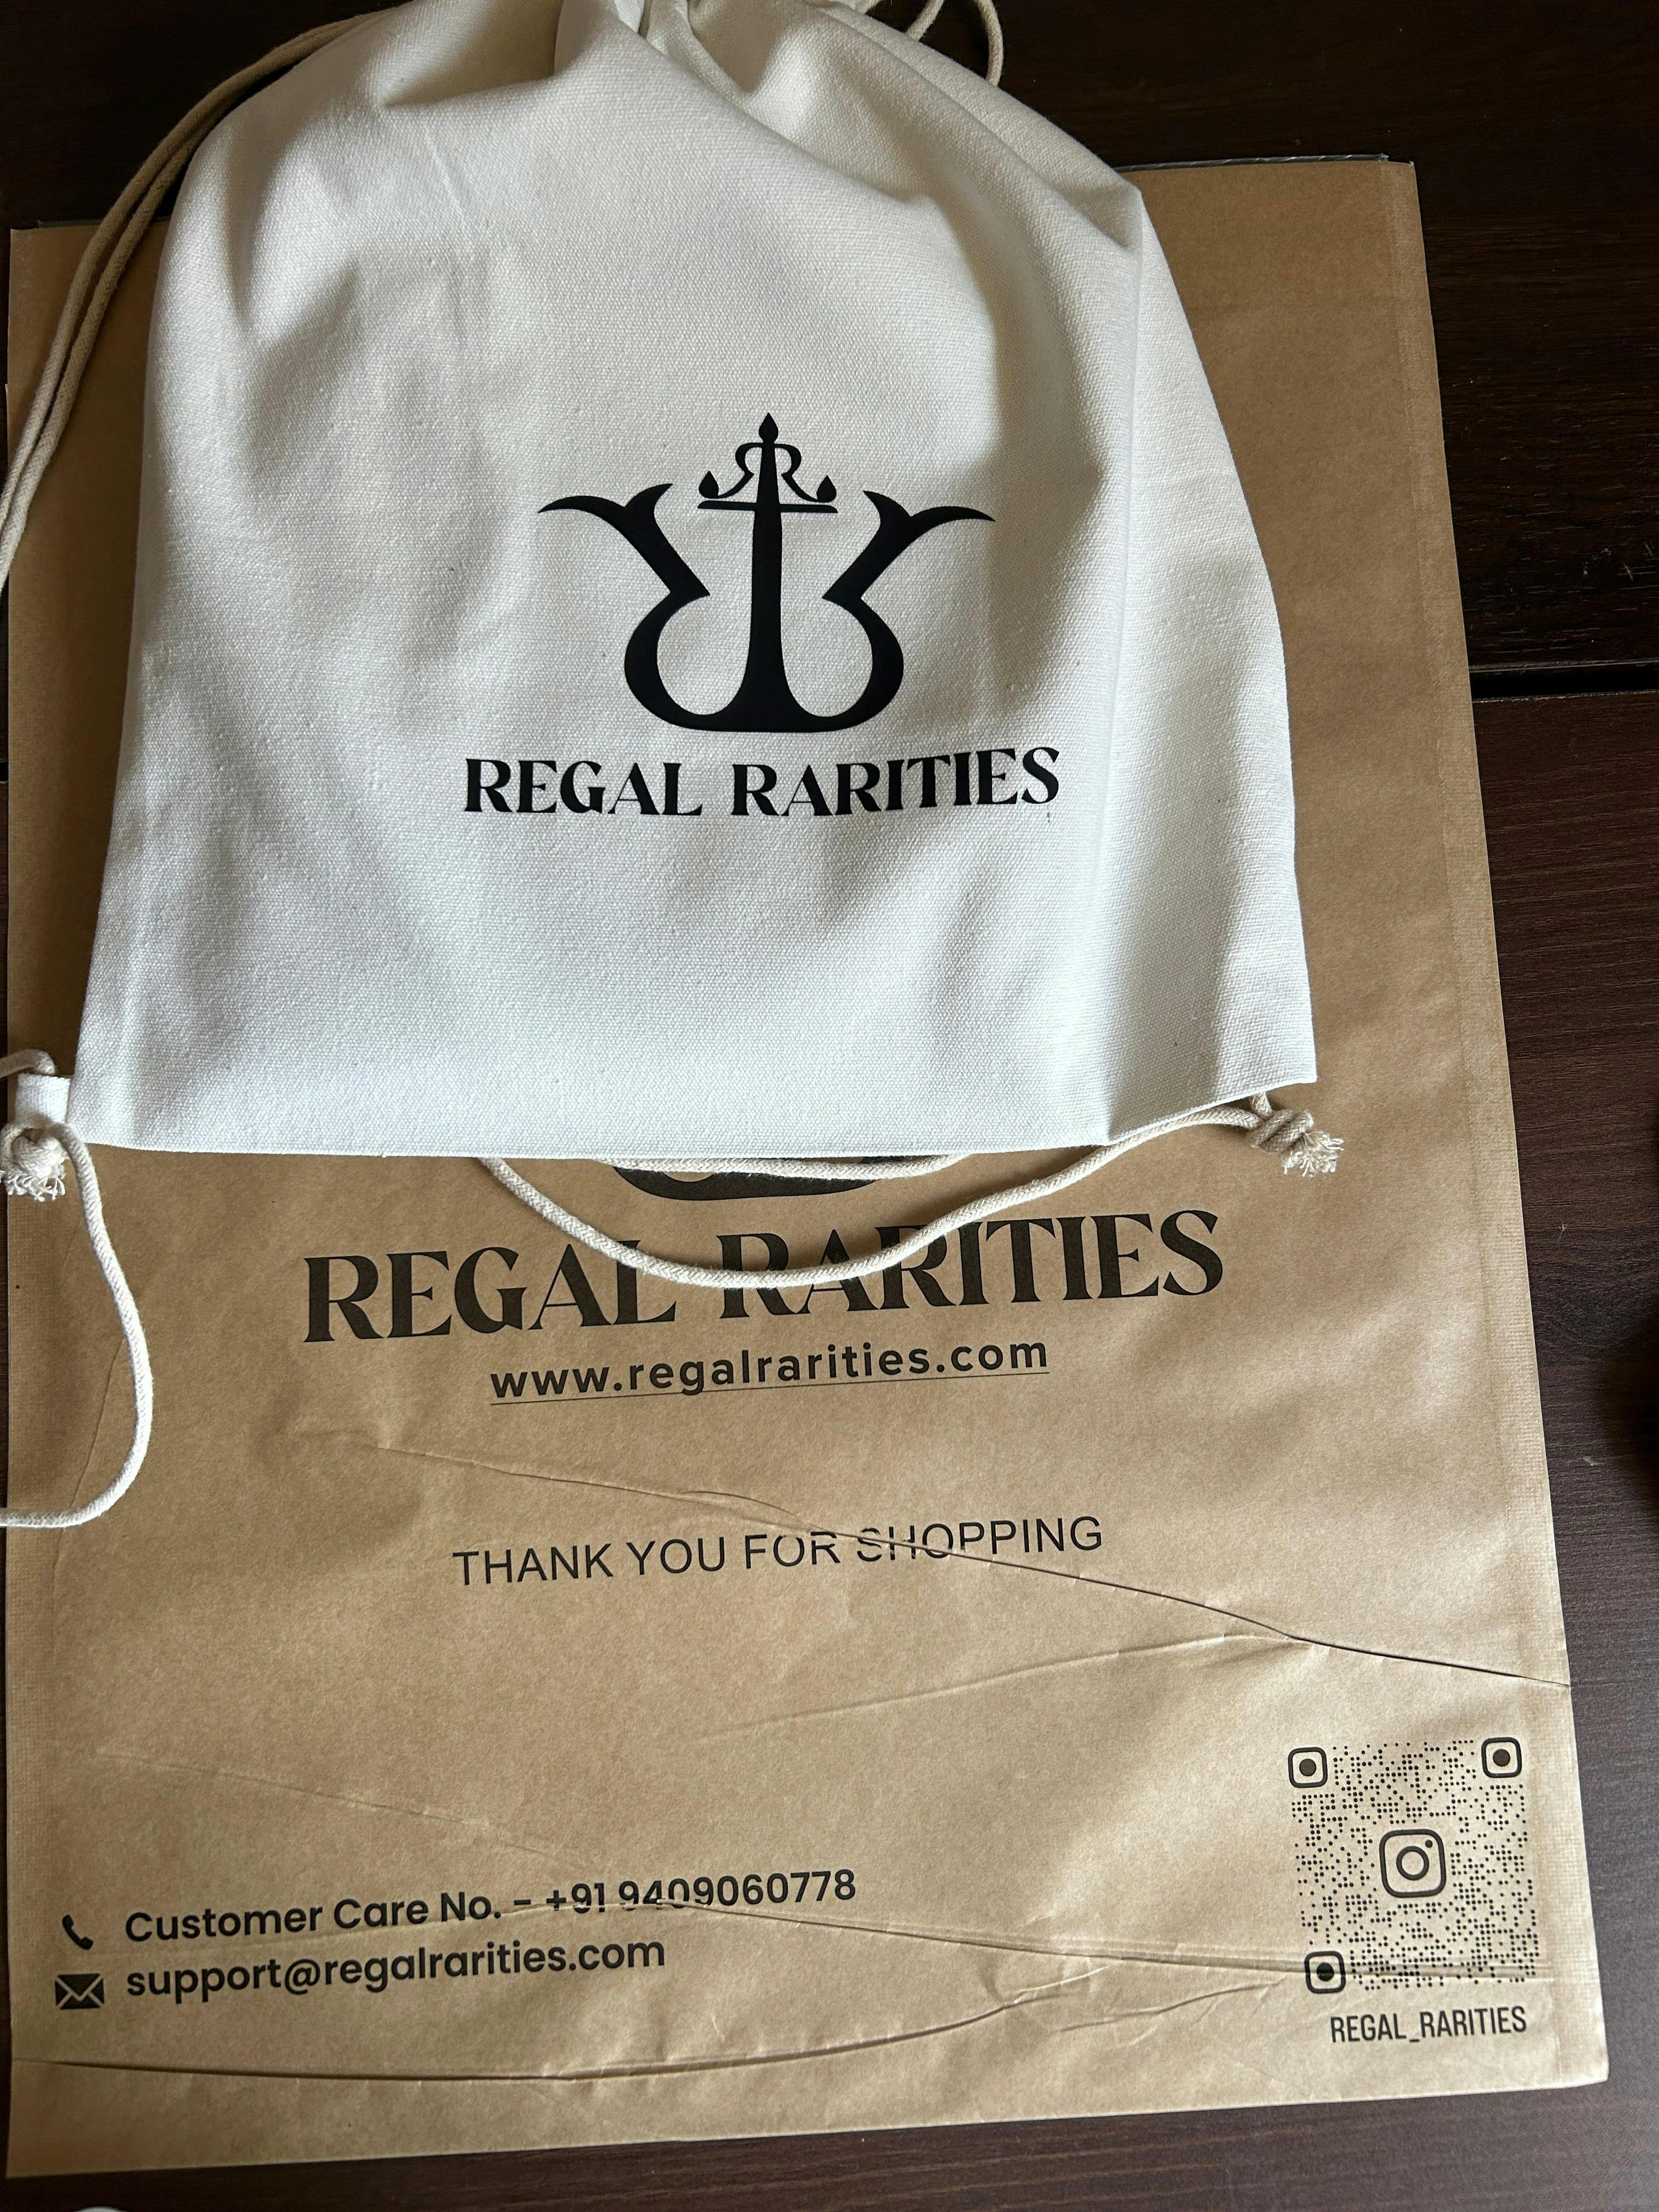 REGAL RARITIES
REGAL RARITIES
www.regalrarities.com
THANK YOU FOR SHOPPING
Customer Care No. - +91 9409060778
support@regalrarities.com
REGAL_RARITIES